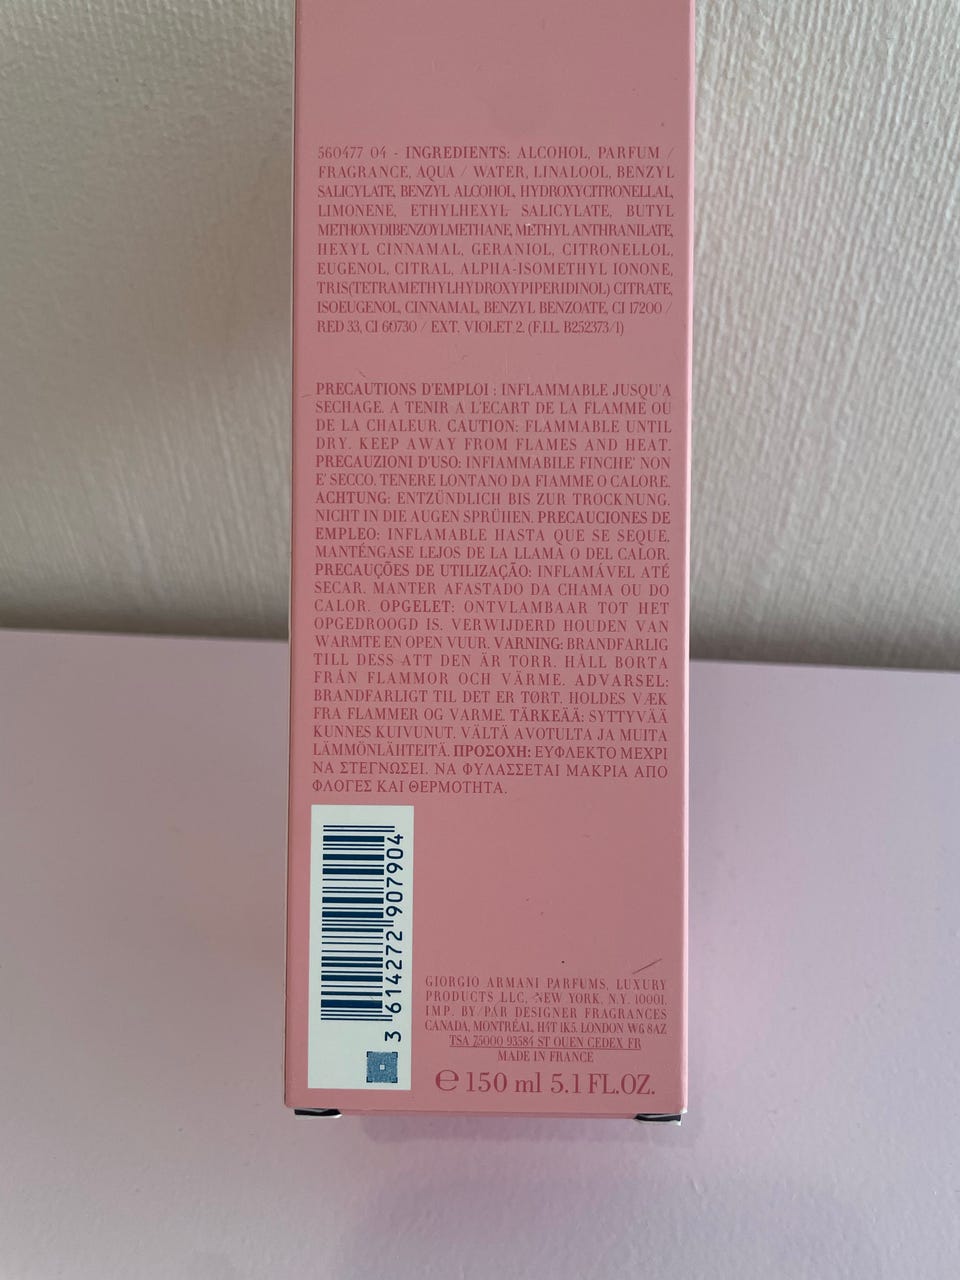 560477 04 - INGREDIENTS: ALCOHOL, PARFUM /
FRAGRANCE, AQUA / WATER, LINALOOL, BENZYL
SALICYLATE, BENZYL ALCOHOL, HYDROXYCITRONELLAL,
LIMONENE, ETHYLHEXYL SALICYLATE, BUTYL
METHOXYDIBENZOYLMETHANE, METHYL ANTHRANILATE,
HEXYL CINNAMAL, GERANIOL, CITRONELLOL,
EUGENOL, CITRAL, ALPHA-ISOMETHYL IONONE,
TRIS(TETRAMETHYLHYDROXYPIPERIDINOL) CITRATE,
ISOEUGENOL, CINNAMAL, BENZYL BENZOATE, CI 17200 /
RED 33, CI 60730 / EXT. VIOLET 2. (F.I.L. B252373/1)
PRECAUTIONS D'EMPLOI : INFLAMMABLE JUSQU'A
SECHAGE. A TENIR A L'ECART DE LA FLAMME OU
DE LA CHALEUR. CAUTION: FLAMMABLE UNTIL
DRY. KEEP AWAY FROM FLAMES AND HEAT.
PRECAUZIONI D'USO: INFIAMMABILE FINCHE' NON
E' SECCO. TENERE LONTANO DA FIAMME O CALORE.
ACHTUNG: ENTZÜNDLICH BIS ZUR TROCKNUNG.
NICHT IN DIE AUGEN SPRÜHEN. PRECAUCIONES DE
EMPLEO: INFLAMABLE HASTA QUE SE SEQUE.
MANTÉNGASE LEJOS DE LA LLAMA O DEL CALOR.
PRECAUÇÕES DE UTILIZAÇÃO: INFLAMÁVEL ATÉ
SECAR. MANTER AFASTADO DA CHAMA OU DO
CALOR. OPGELET: ONTVLAMBAAR TOT HET
OPGEDROOGD IS. VERWIJDERD HOUDEN VAN
WARMTE EN OPEN VUUR. VARNING: BRANDFARLIG
TILL DESS ATT DEN ÄR TORR. HÅLL BORTA
FRÅN FLAMMOR OCH VÄRME. ADVARSEL:
BRANDFARLIGT TIL DET ER TØRT. HOLDES VÆK
FRA FLAMMER OG VARME. TÄRKEÄÄ: SYTTYVÄÄ
KUNNES KUIVUNUT. VÄLTÄ AVOTULTA JA MUITA
LÄMMÖNLÄHTEITÄ. ΠΡΟΣΟΧΗ: ΕΥΦΛΕΚΤΟ ΜΕΧΡΙ
ΝΑ ΣΤΕΓΝΩΣΕΙ. ΝΑ ΦΥΛΑΣΣΕΤΑΙ ΜΑΚΡΙΑ ΑΠΟ
ΦΛΟΓΕΣ ΚΑΙ ΘΕΡΜΟΤΗΤΑ.
3 614272 907904
GIORGIO ARMANI PARFUMS, LUXURY
PRODUCTS LLC, NEW YORK, N.Y. 10001.
IMP. BY/PAR DESIGNER FRAGRANCES
CANADA, MONTRÉAL, H4T 1K5. LONDON W6 8AZ
TSA 75000 93584 ST OUEN CEDEX FR
MADE IN FRANCE
℮ 150 ml 5.1 FL.OZ.